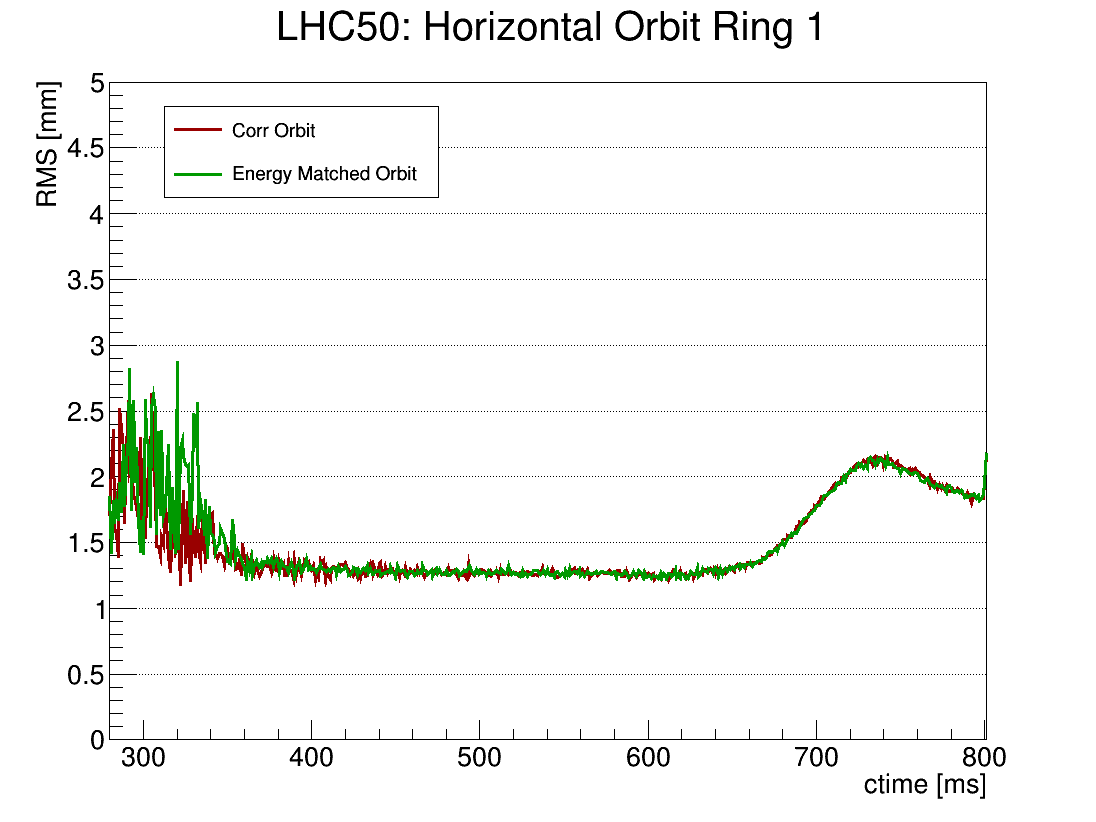 LHC50: Horizontal Orbit Ring 1
RMS [mm]
5
4.5
4
3.5
3
2.5
2
1.5
1
0.5
0
Corr Orbit
Energy Matched Orbit
300 400 500 600 700 800
ctime [ms]